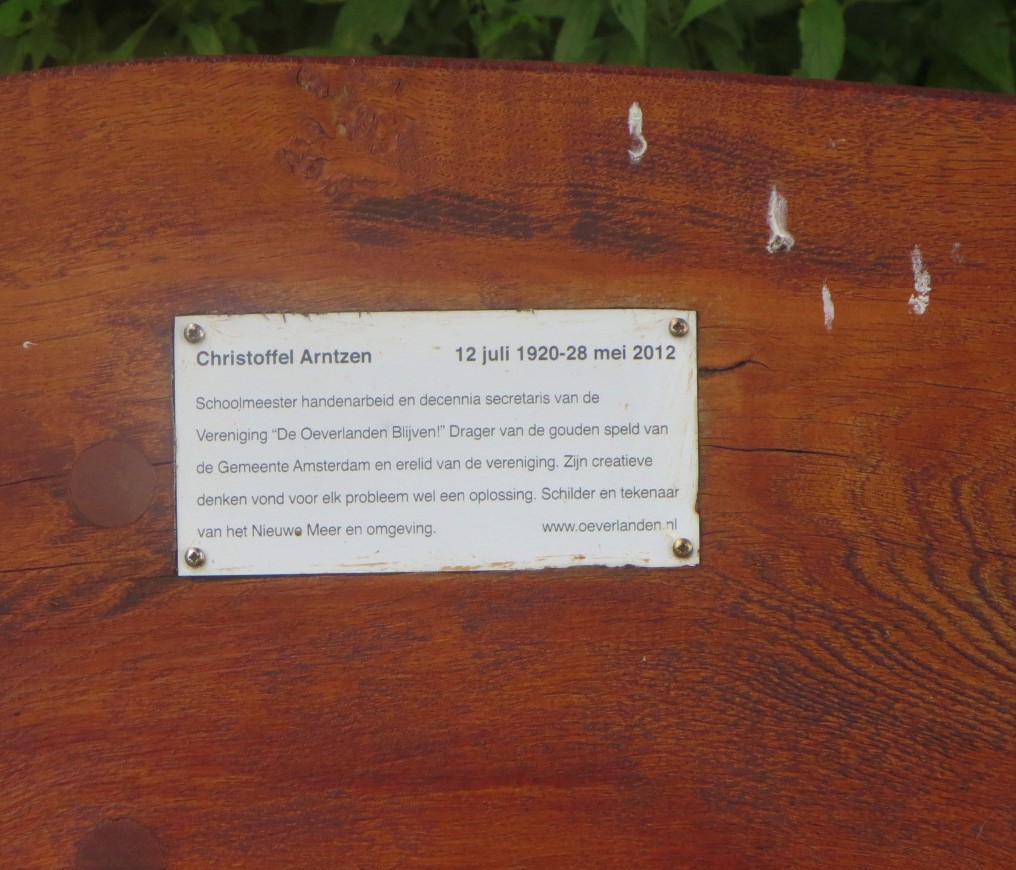 Christoffel Arntzen 12 juli 1920-28 mei 2012
Schoolmeester handenarbeid en decennia secretaris van de
Vereniging “De Oeverlanden Blijven!” Drager van de gouden speld van
de Gemeente Amsterdam en erelid van de vereniging. Zijn creatieve
denken vond voor elk probleem wel een oplossing. Schilder en tekenaar
van het Nieuwe Meer en omgeving. www.oeverlanden.nl